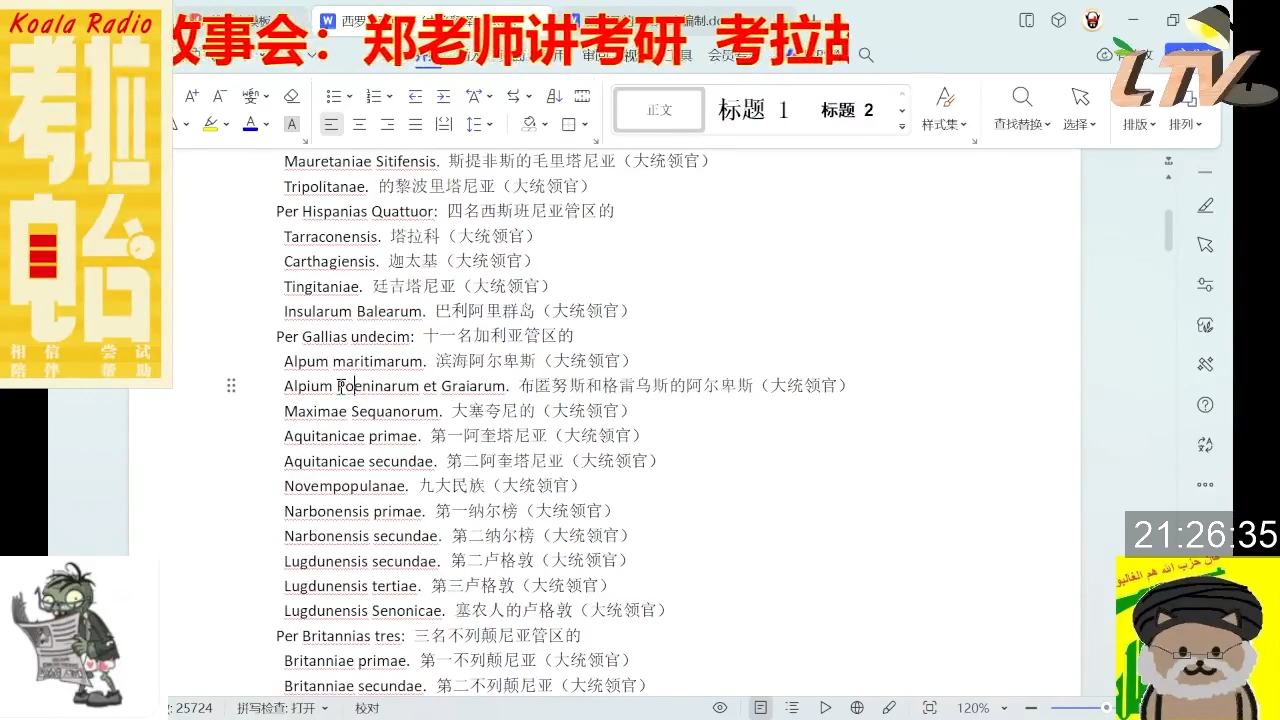 Koala Radio
考拉电台
相信 尝试
陪伴 帮助
故事会：郑老师讲考研 考拉故
LTV
正文
标题 1
标题 2
样式集
查找替换
选择
排版
排列
Mauretaniae Sitifensis. 斯提非斯的毛里塔尼亚（大统领官）
Tripolitanae. 的黎波里塔尼亚（大统领官）
Per Hispanias Quattuor: 四名西斯班尼亚管区的
Tarraconensis. 塔拉科（大统领官）
Carthagiensis. 迦太基（大统领官）
Tingitaniae. 廷吉塔尼亚（大统领官）
Insularum Balearum. 巴利阿里群岛（大统领官）
Per Gallias undecim: 十一名加利亚管区的
Alpum maritimarum. 滨海阿尔卑斯（大统领官）
Alpium Poeninarum et Graiarum. 布匿努斯和格雷乌斯的阿尔卑斯（大统领官）
Maximae Sequanorum. 大塞夸尼的（大统领官）
Aquitanicae primae. 第一阿奎塔尼亚（大统领官）
Aquitanicae secundae. 第二阿奎塔尼亚（大统领官）
Novempopulanae. 九大民族（大统领官）
Narbonensis primae. 第一纳尔榜（大统领官）
Narbonensis secundae. 第二纳尔榜（大统领官）
Lugdunensis secundae. 第二卢格敦（大统领官）
Lugdunensis tertiae. 第三卢格敦（大统领官）
Lugdunensis Senonicae. 塞农人的卢格敦（大统领官）
Per Britannias tres: 三名不列颠尼亚管区的
Britanniae primae. 第一不列颠尼亚（大统领官）
Britanniae secundae. 第二不列颠尼亚（大统领官）
21:26:35
: 25724
拼写检查: 打开
校对
120%